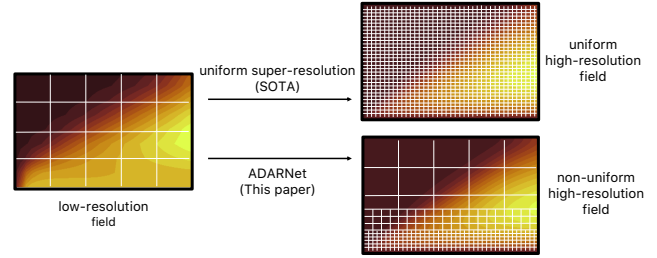 uniform super-resolution
(SOTA)
uniform
high-resolution
field
ADARNet
(This paper)
low-resolution
field
non-uniform
high-resolution
field